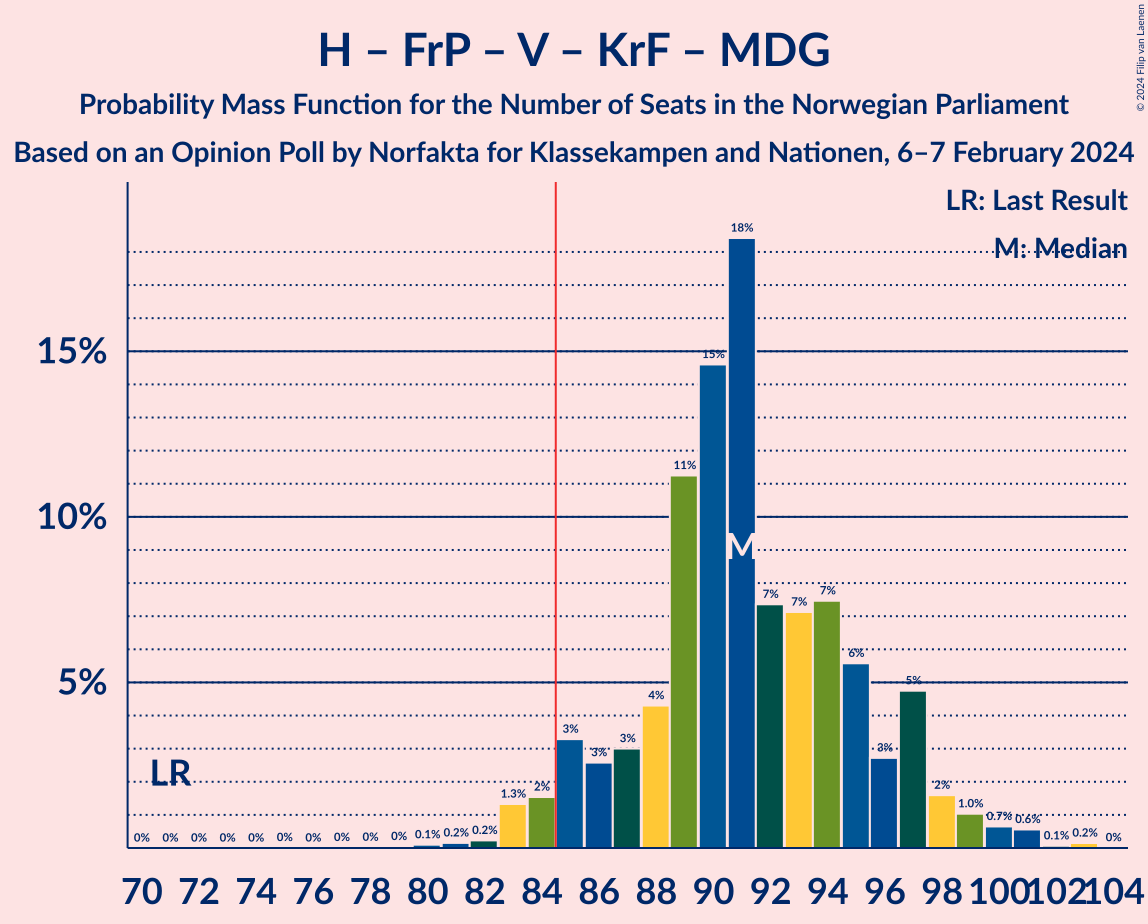 H – FrP – V – KrF – MDG
Probability Mass Function for the Number of Seats in the Norwegian Parliament
Based on an Opinion Poll by Norfakta for Klassekampen and Nationen, 6–7 February 2024
© 2024 Filip van Laenen
LR: Last Result
M: Median
15%
10%
5%
LR
M
0% 0% 0% 0% 0% 0% 0% 0% 0% 0% 0.1% 0.2% 0.2% 1.3% 2% 3% 3% 3% 4% 11% 15% 18% 7% 7% 7% 6% 3% 5% 2% 1.0% 0.7% 0.6% 0.1% 0.2% 0%
70 72 74 76 78 80 82 84 86 88 90 92 94 96 98 100 102 104